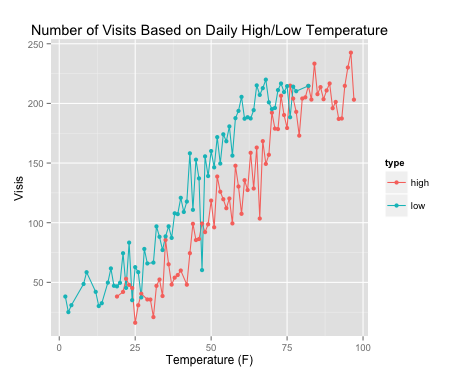 Number of Visits Based on Daily High/Low Temperature
250
200
150
100
50
Visis
0
25
50
75
100
Temperature (F)
type
high
low